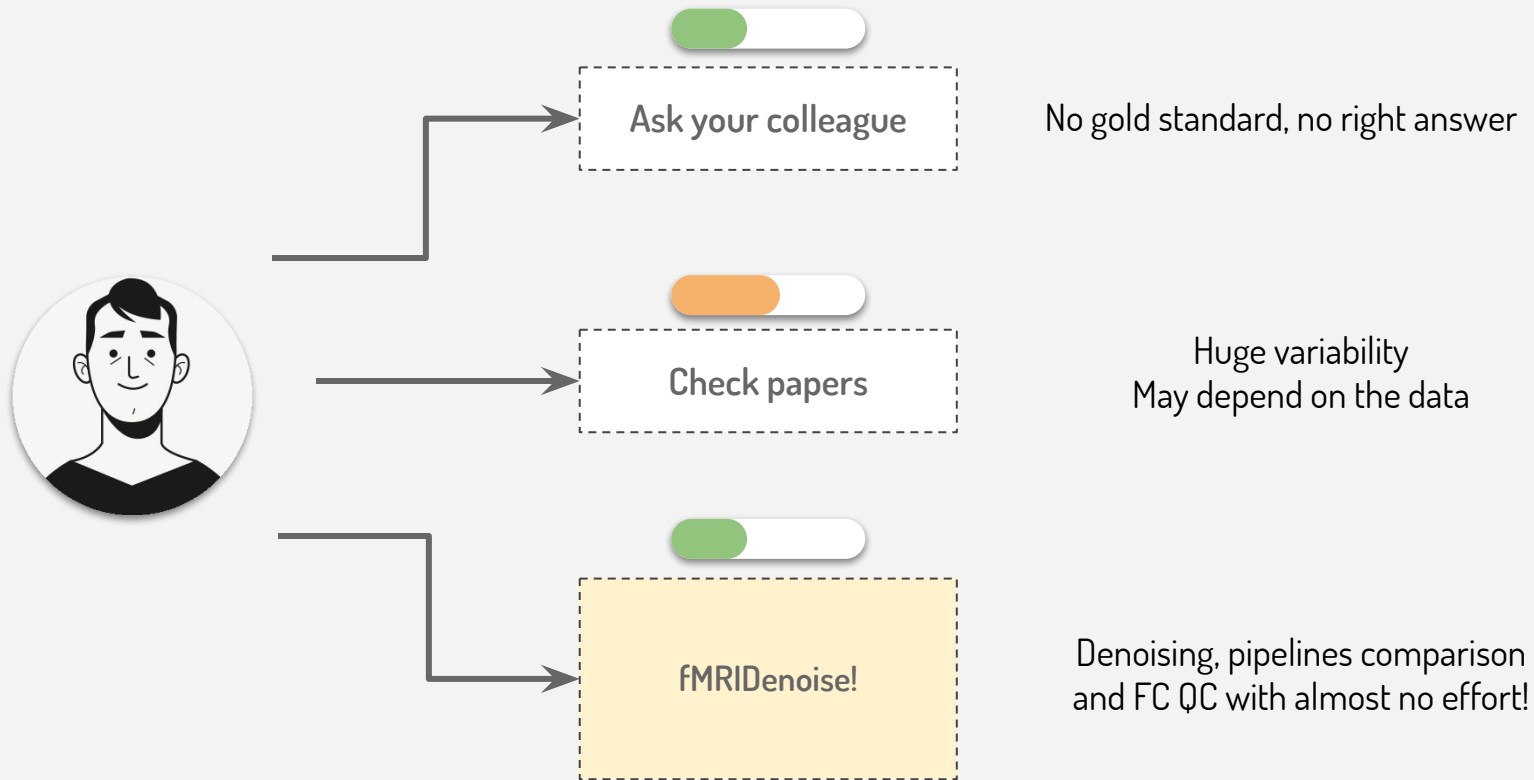 Ask your colleague
No gold standard, no right answer
Check papers
Huge variability
May depend on the data
fMRIDenoise!
Denoising, pipelines comparison
and FC QC with almost no effort!